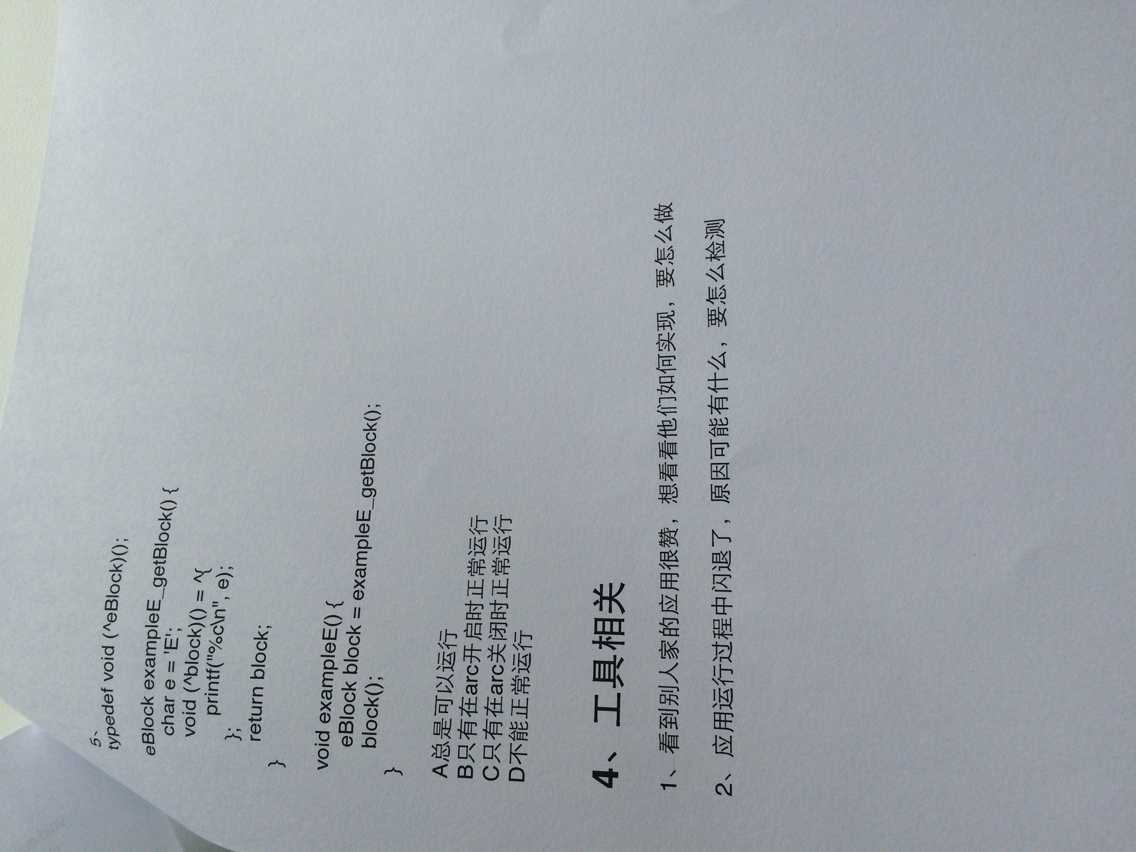 5、
typedef void (^eBlock)();
eBlock exampleE_getBlock() {
char e = 'E';
void (^block)() = ^{
printf("%c\n", e);
};
return block;
}
void exampleE() {
eBlock block = exampleE_getBlock();
block();
}
A总是可以运行
B只有在arc开启时正常运行
C只有在arc关闭时正常运行
D不能正常运行
4、工具相关
1、看到别人家的应用很赞，想看看他们如何实现，要怎么做
2、应用运行过程中闪退了，原因可能有什么，要怎么检测